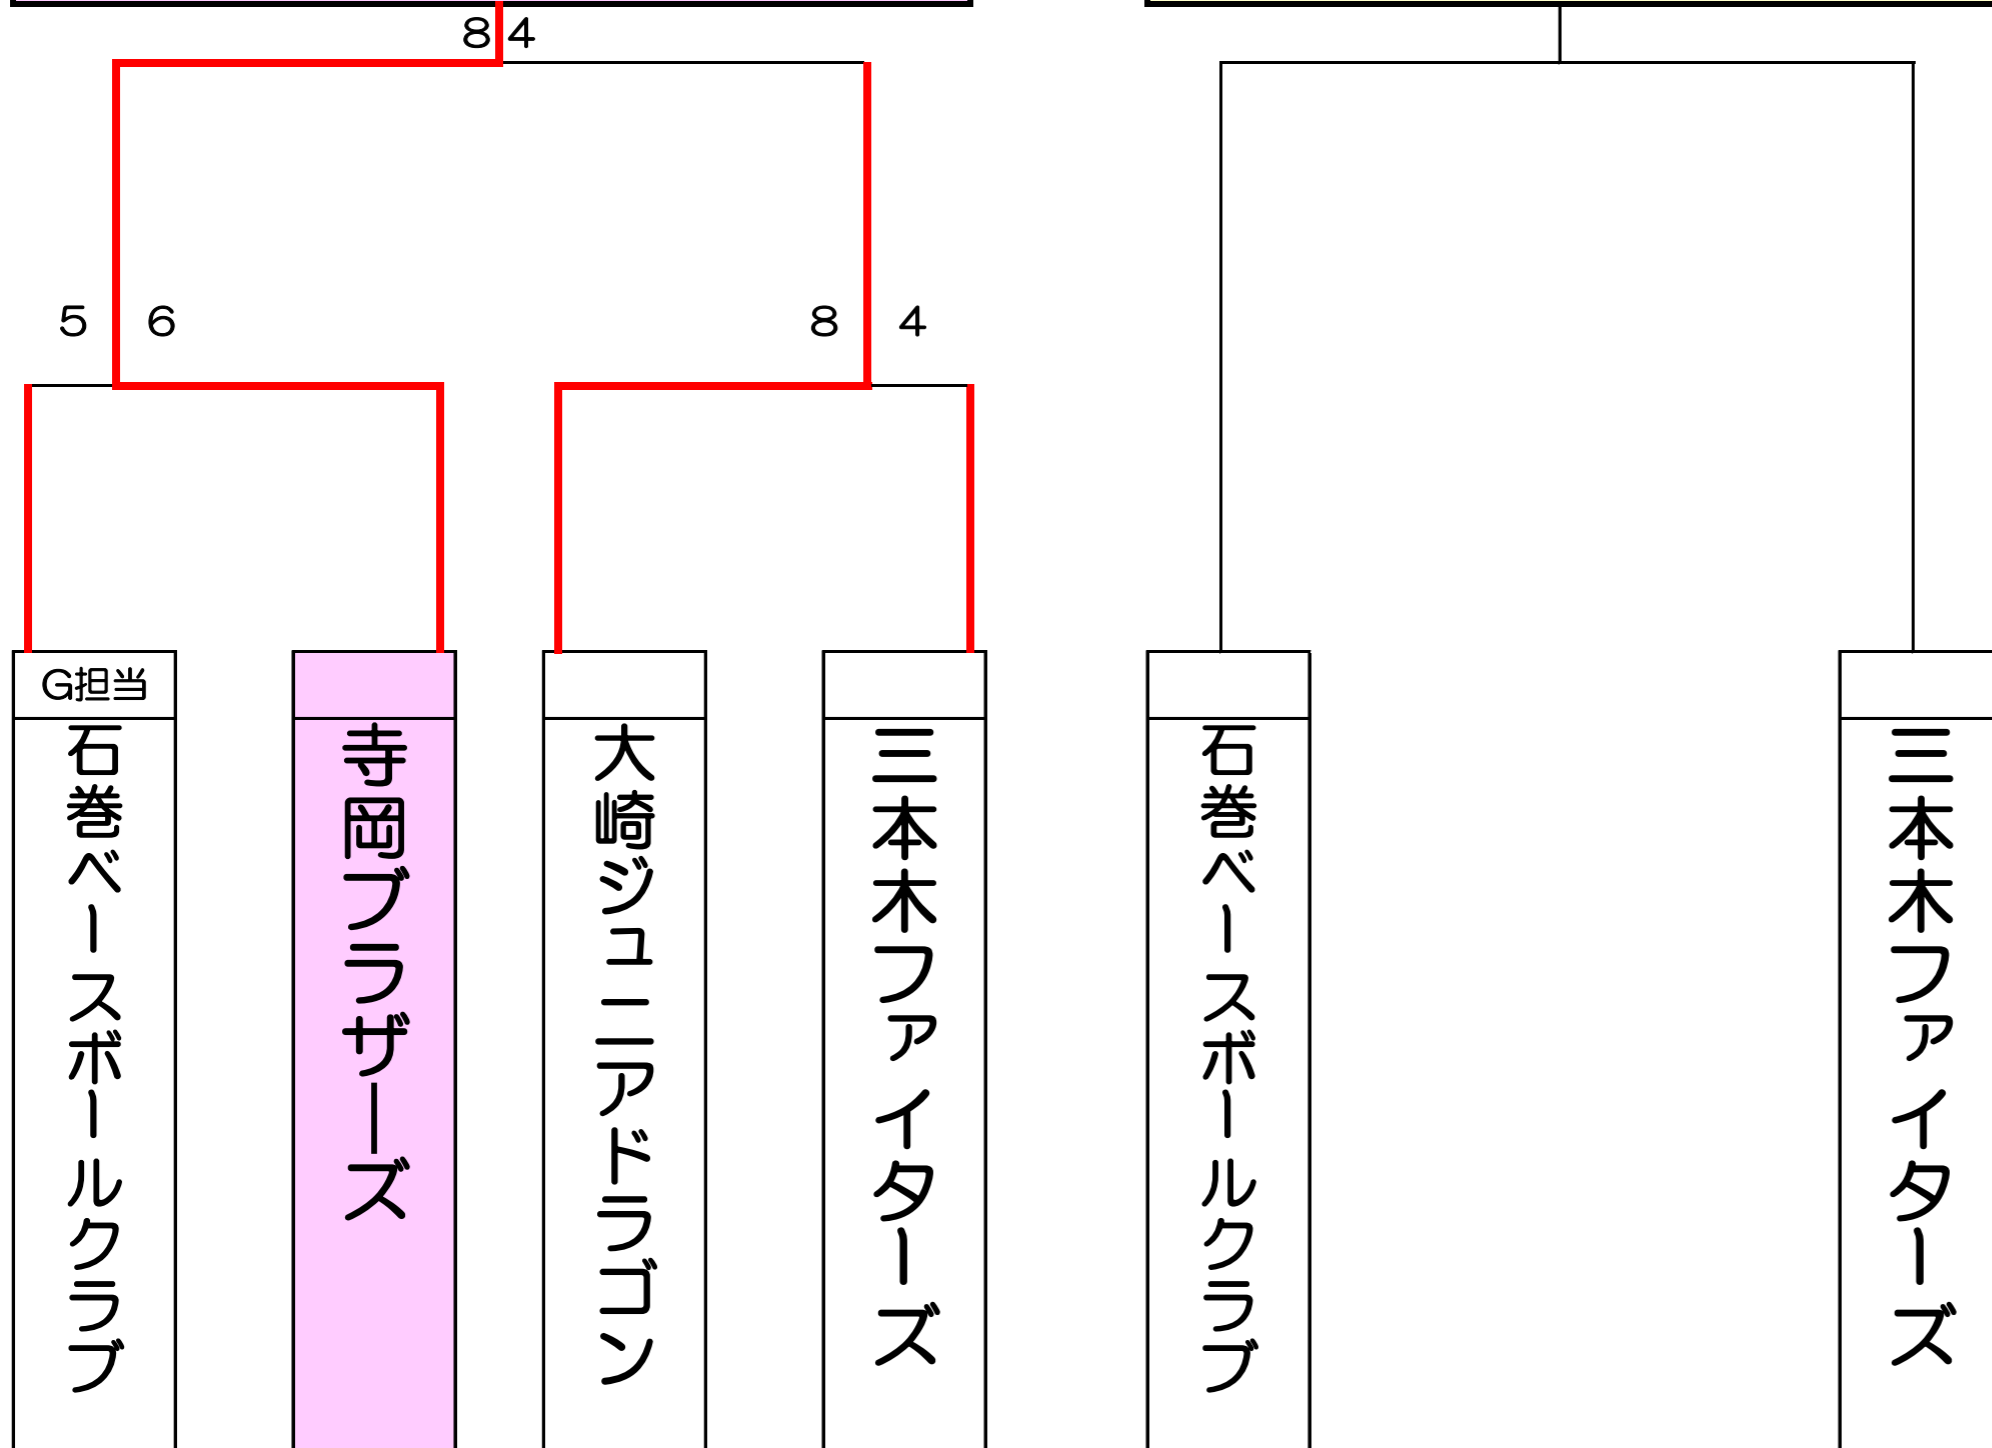 8 4
5 6
8 4
G担当
石巻ベースボールクラブ
寺岡ブラザーズ
大崎ジュニアドラゴン
三本木ファイターズ
石巻ベースボールクラブ
三本木ファイターズ